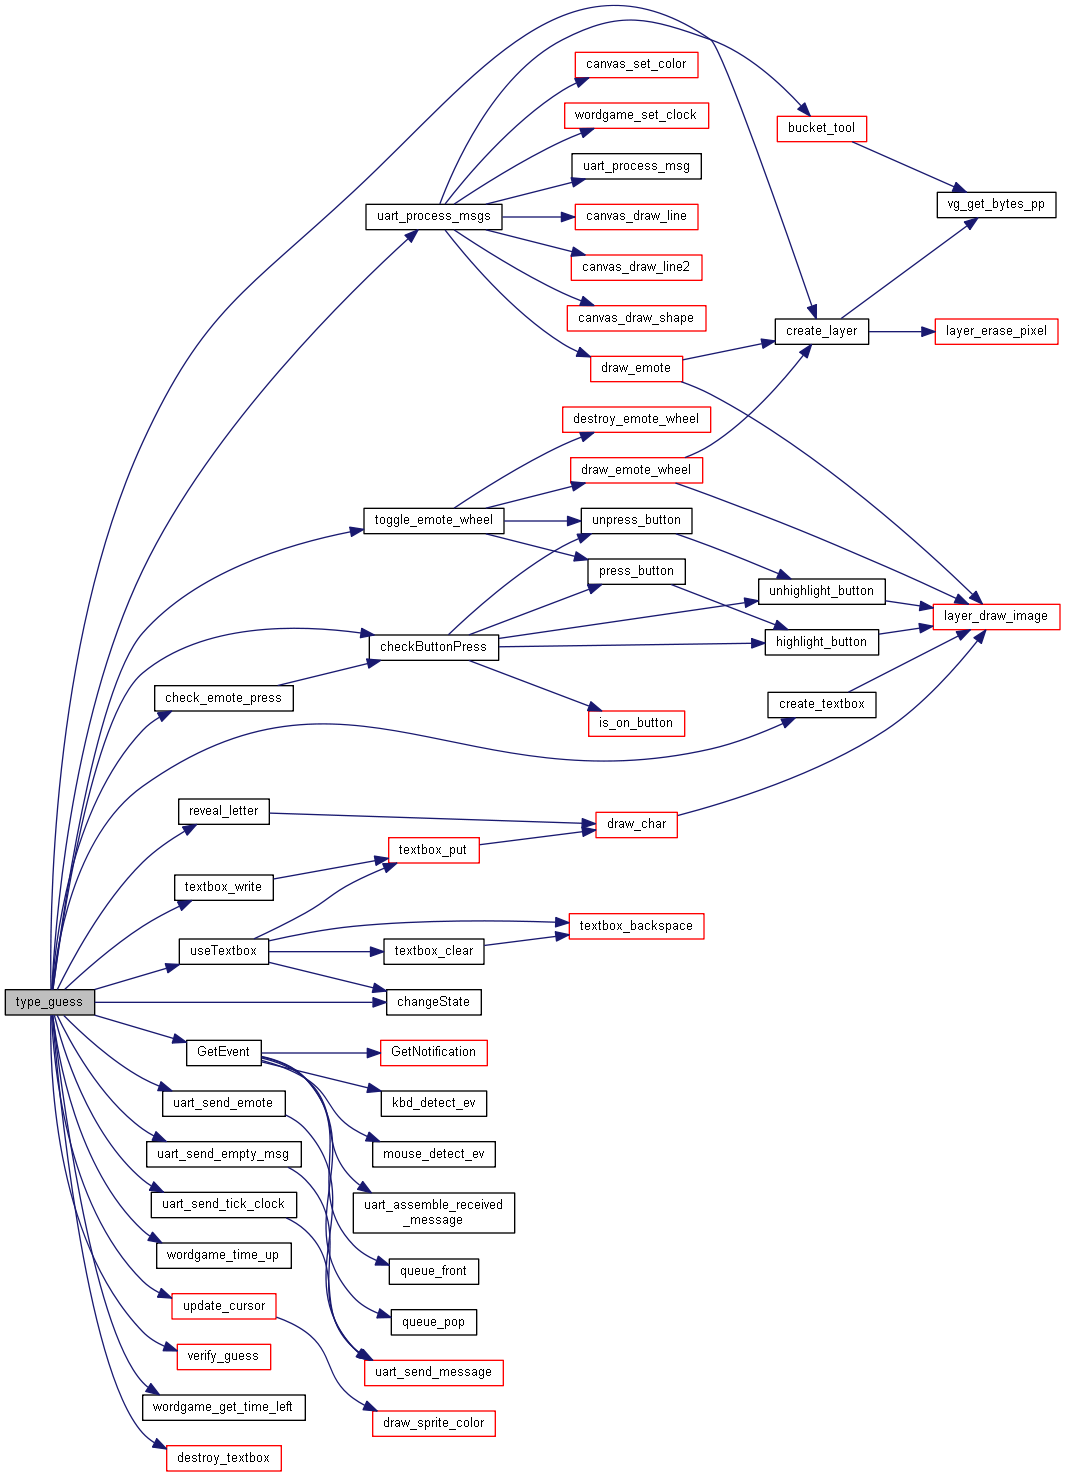 canvas_set_color
wordgame_set_clock
bucket_tool
uart_process_msg
vg_get_bytes_pp
uart_process_msgs
canvas_draw_line
canvas_draw_line2
canvas_draw_shape
create_layer
layer_erase_pixel
draw_emote
destroy_emote_wheel
draw_emote_wheel
toggle_emote_wheel
unpress_button
press_button
unhighlight_button
layer_draw_image
checkButtonPress
highlight_button
check_emote_press
create_textbox
is_on_button
reveal_letter
draw_char
textbox_put
textbox_write
textbox_backspace
useTextbox
textbox_clear
type_guess
changeState
GetEvent
GetNotification
uart_send_emote
kbd_detect_ev
uart_send_empty_msg
mouse_detect_ev
uart_send_tick_clock
uart_assemble_received
_message
wordgame_time_up
queue_front
update_cursor
queue_pop
verify_guess
uart_send_message
wordgame_get_time_left
draw_sprite_color
destroy_textbox